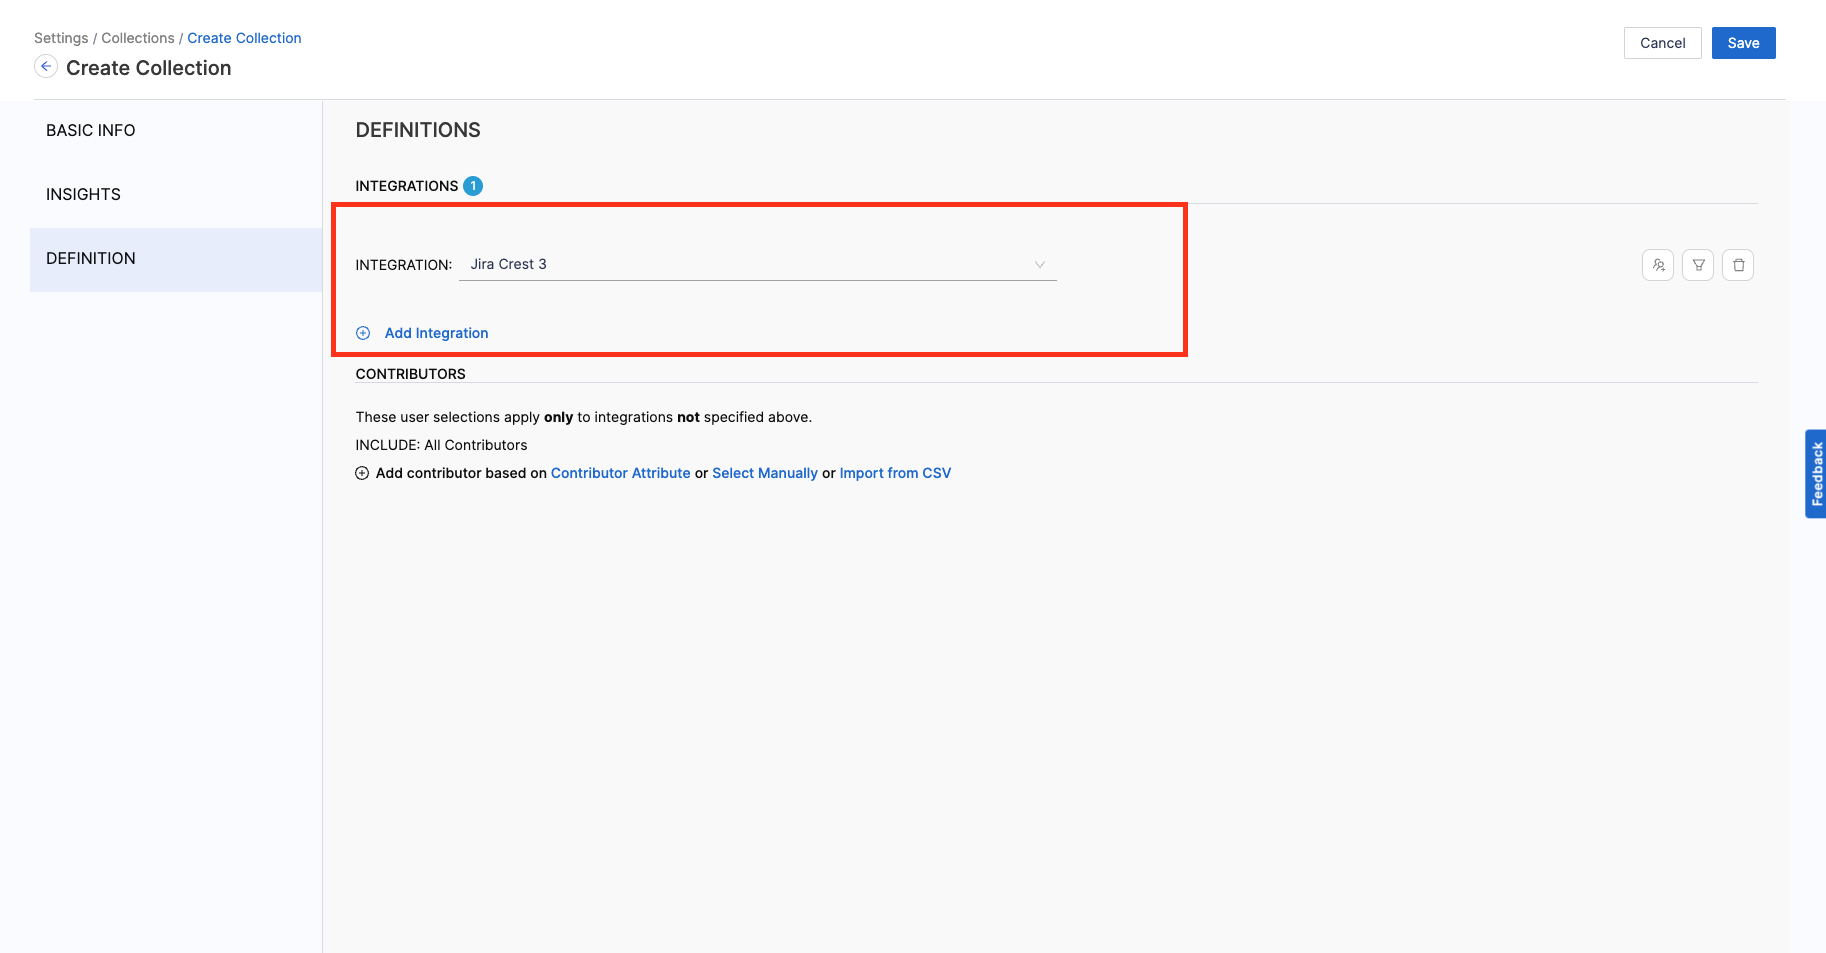 Settings / Collections / Create Collection
Create Collection
Cancel
Save
BASIC INFO
INSIGHTS
DEFINITION
DEFINITIONS
INTEGRATIONS 1
INTEGRATION: Jira Crest 3
Add Integration
CONTRIBUTORS
These user selections apply only to integrations not specified above.
INCLUDE: All Contributors
Add contributor based on Contributor Attribute or Select Manually or Import from CSV
Feedback